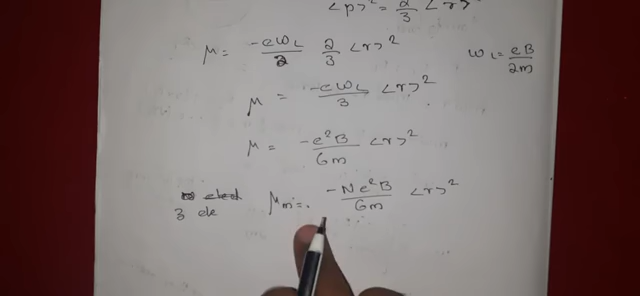 <p>² = 2/3 <r>²
μ = -eω_L/2 2/3 <r>²
ω_L = eB/2m
μ = -eω_L/3 <r>²
μ = -e²B/6m <r>²
μ_m = -Ne²B/6m <r>²